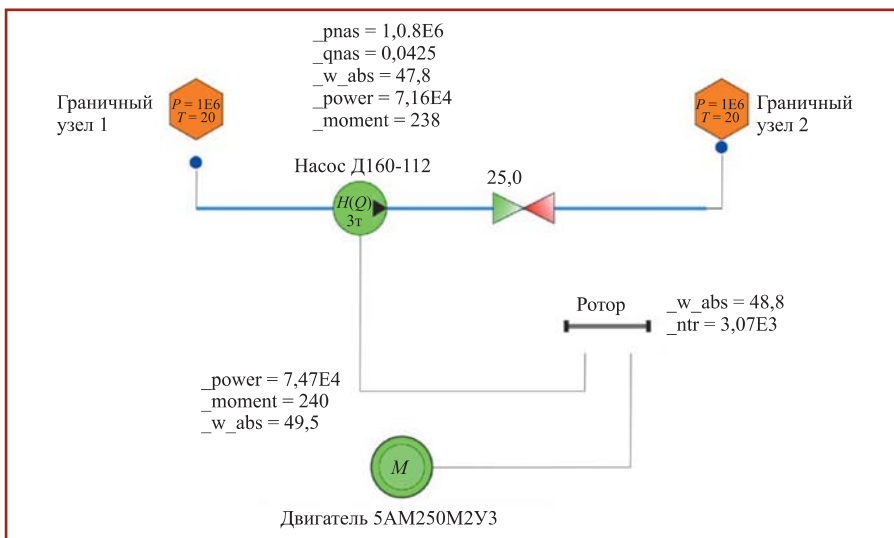 _pnas = 1,0.8E6
_qnas = 0,0425
_w_abs = 47,8
_power = 7,16E4
_moment = 238
Граничный
узел 1
P = 1E6
T = 20
P = 1E6
T = 20
Граничный
узел 2
Насос Д160-112
25,0
H(Q)
3т
Ротор
_w_abs = 48,8
_ntr = 3,07E3
_power = 7,47E4
_moment = 240
_w_abs = 49,5
M
Двигатель 5АМ250М2У3